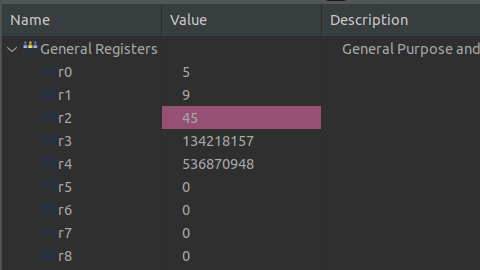 Name Value Description
General Registers General Purpose and
r0 5
r1 9
r2 45
r3 134218157
r4 536870948
r5 0
r6 0
r7 0
r8 0